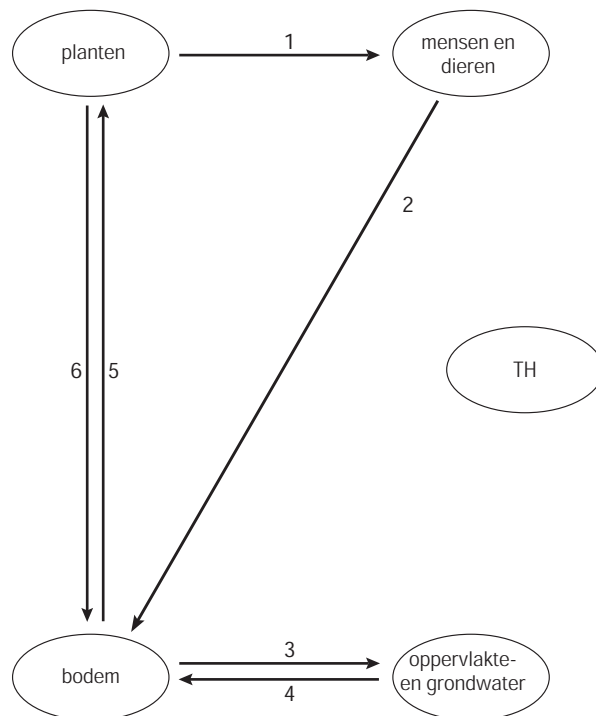 planten
1
mensen en
dieren
2
TH
6
5
bodem
3
4
oppervlakte-
en grondwater